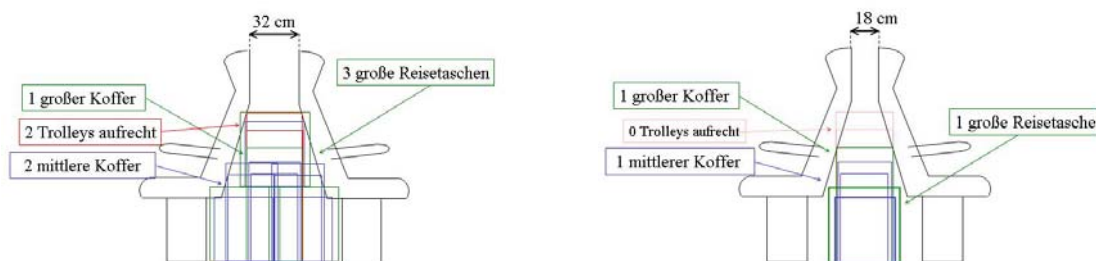 32 cm
3 große Reisetaschen
1 großer Koffer
2 Trolleys aufrecht
2 mittlere Koffer
18 cm
1 großer Koffer
1 große Reisetasche
0 Trolleys aufrecht
1 mittlerer Koffer